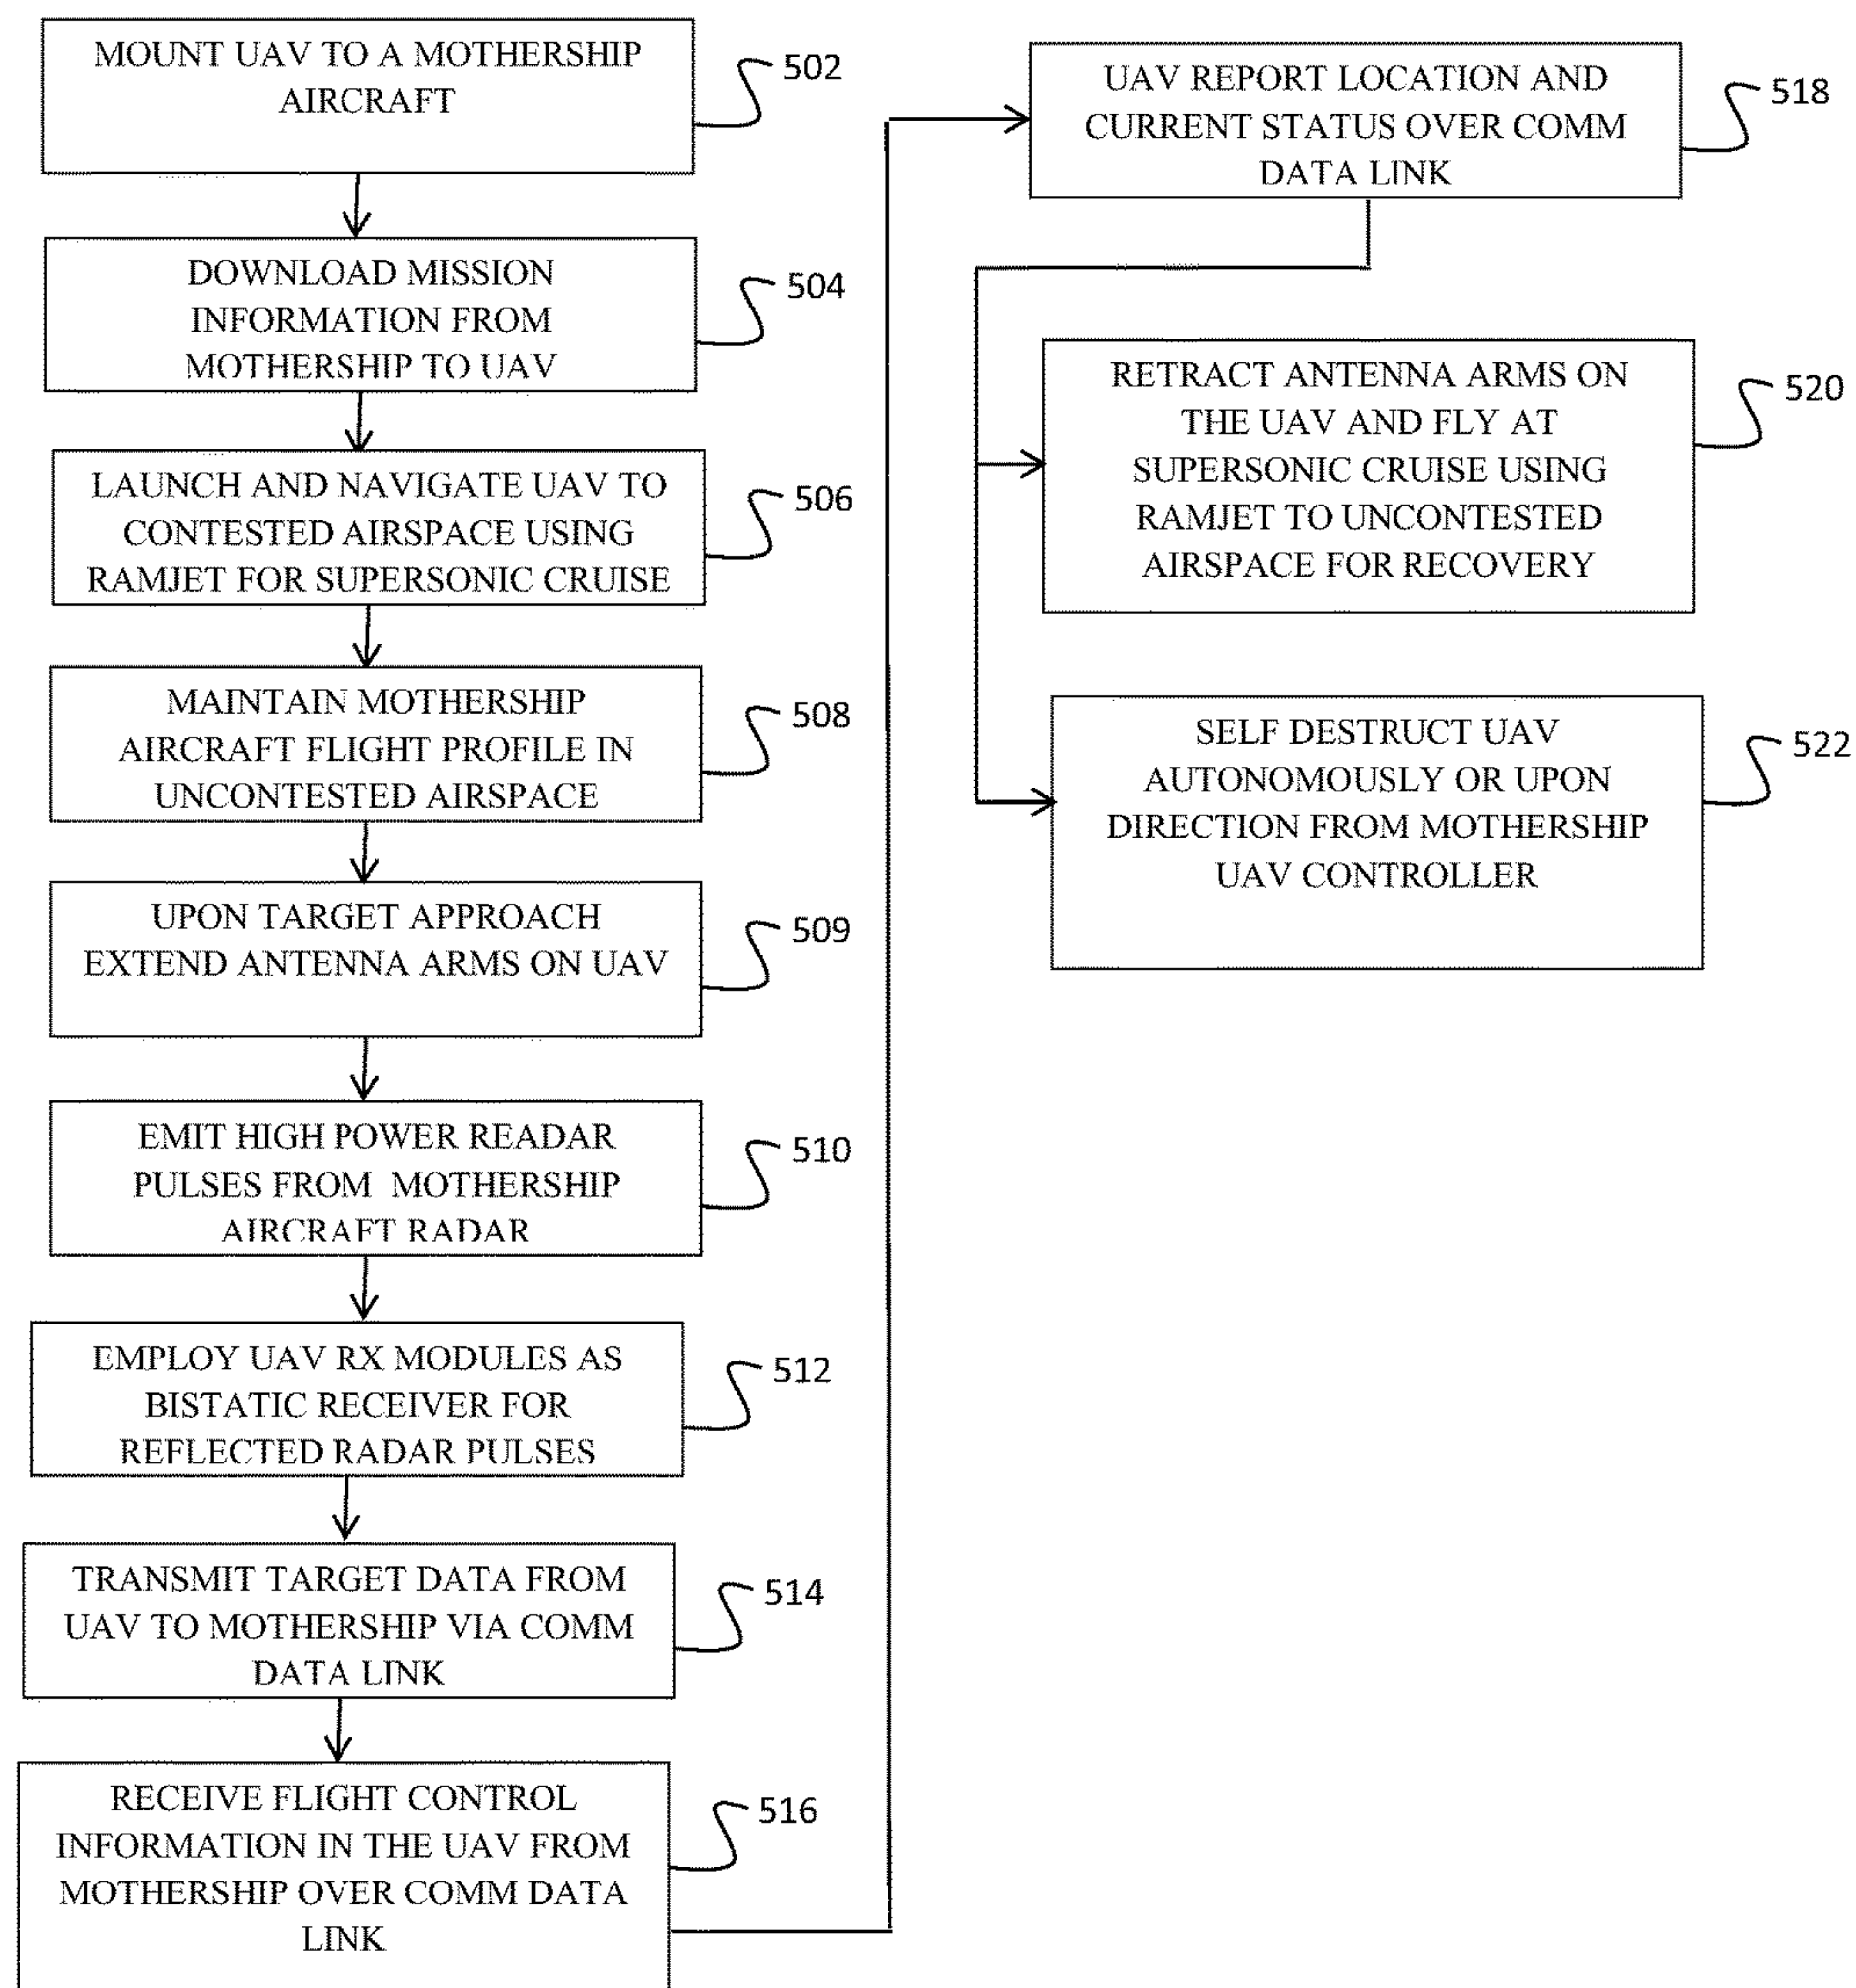 MOUNT UAV TO A MOTHERSHIP
AIRCRAFT
502
DOWNLOAD MISSION
INFORMATION FROM
MOTHERSHIP TO UAV
504
LAUNCH AND NAVIGATE UAV TO
CONTESTED AIRSPACE USING
RAMJET FOR SUPERSONIC CRUISE
506
MAINTAIN MOTHERSHIP
AIRCRAFT FLIGHT PROFILE IN
UNCONTESTED AIRSPACE
508
UPON TARGET APPROACH
EXTEND ANTENNA ARMS ON UAV
509
EMIT HIGH POWER READAR
PULSES FROM MOTHERSHIP
AIRCRAFT RADAR
510
EMPLOY UAV RX MODULES AS
BISTATIC RECEIVER FOR
REFLECTED RADAR PULSES
512
TRANSMIT TARGET DATA FROM
UAV TO MOTHERSHIP VIA COMM
DATA LINK
514
RECEIVE FLIGHT CONTROL
INFORMATION IN THE UAV FROM
MOTHERSHIP OVER COMM DATA
LINK
516
UAV REPORT LOCATION AND
CURRENT STATUS OVER COMM
DATA LINK
518
RETRACT ANTENNA ARMS ON
THE UAV AND FLY AT
SUPERSONIC CRUISE USING
RAMJET TO UNCONTESTED
AIRSPACE FOR RECOVERY
520
SELF DESTRUCT UAV
AUTONOMOUSLY OR UPON
DIRECTION FROM MOTHERSHIP
UAV CONTROLLER
522